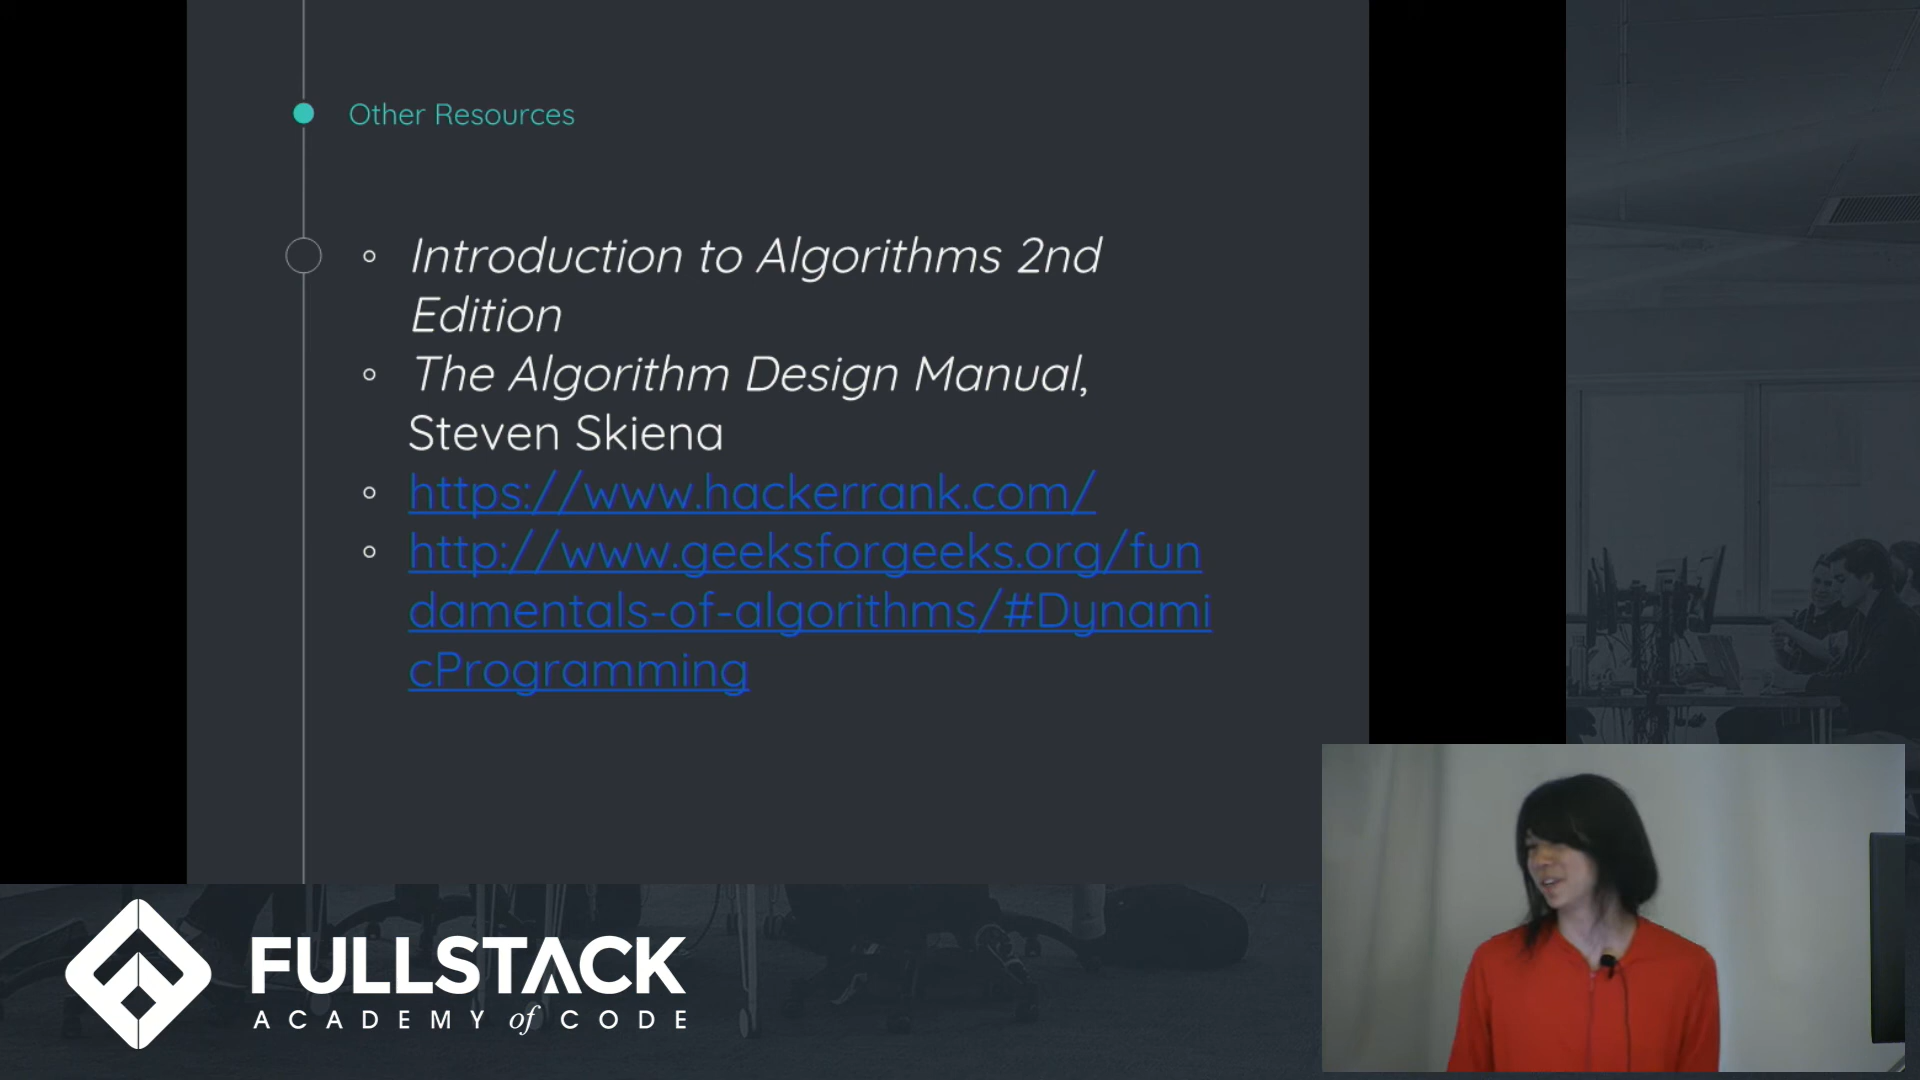 Other Resources
Introduction to Algorithms 2nd
Edition
The Algorithm Design Manual,
Steven Skiena
https://www.hackerrank.com/
http://www.geeksforgeeks.org/fun
damentals-of-algorithms/#Dynami
cProgramming
FULLSTACK
ACADEMY of CODE